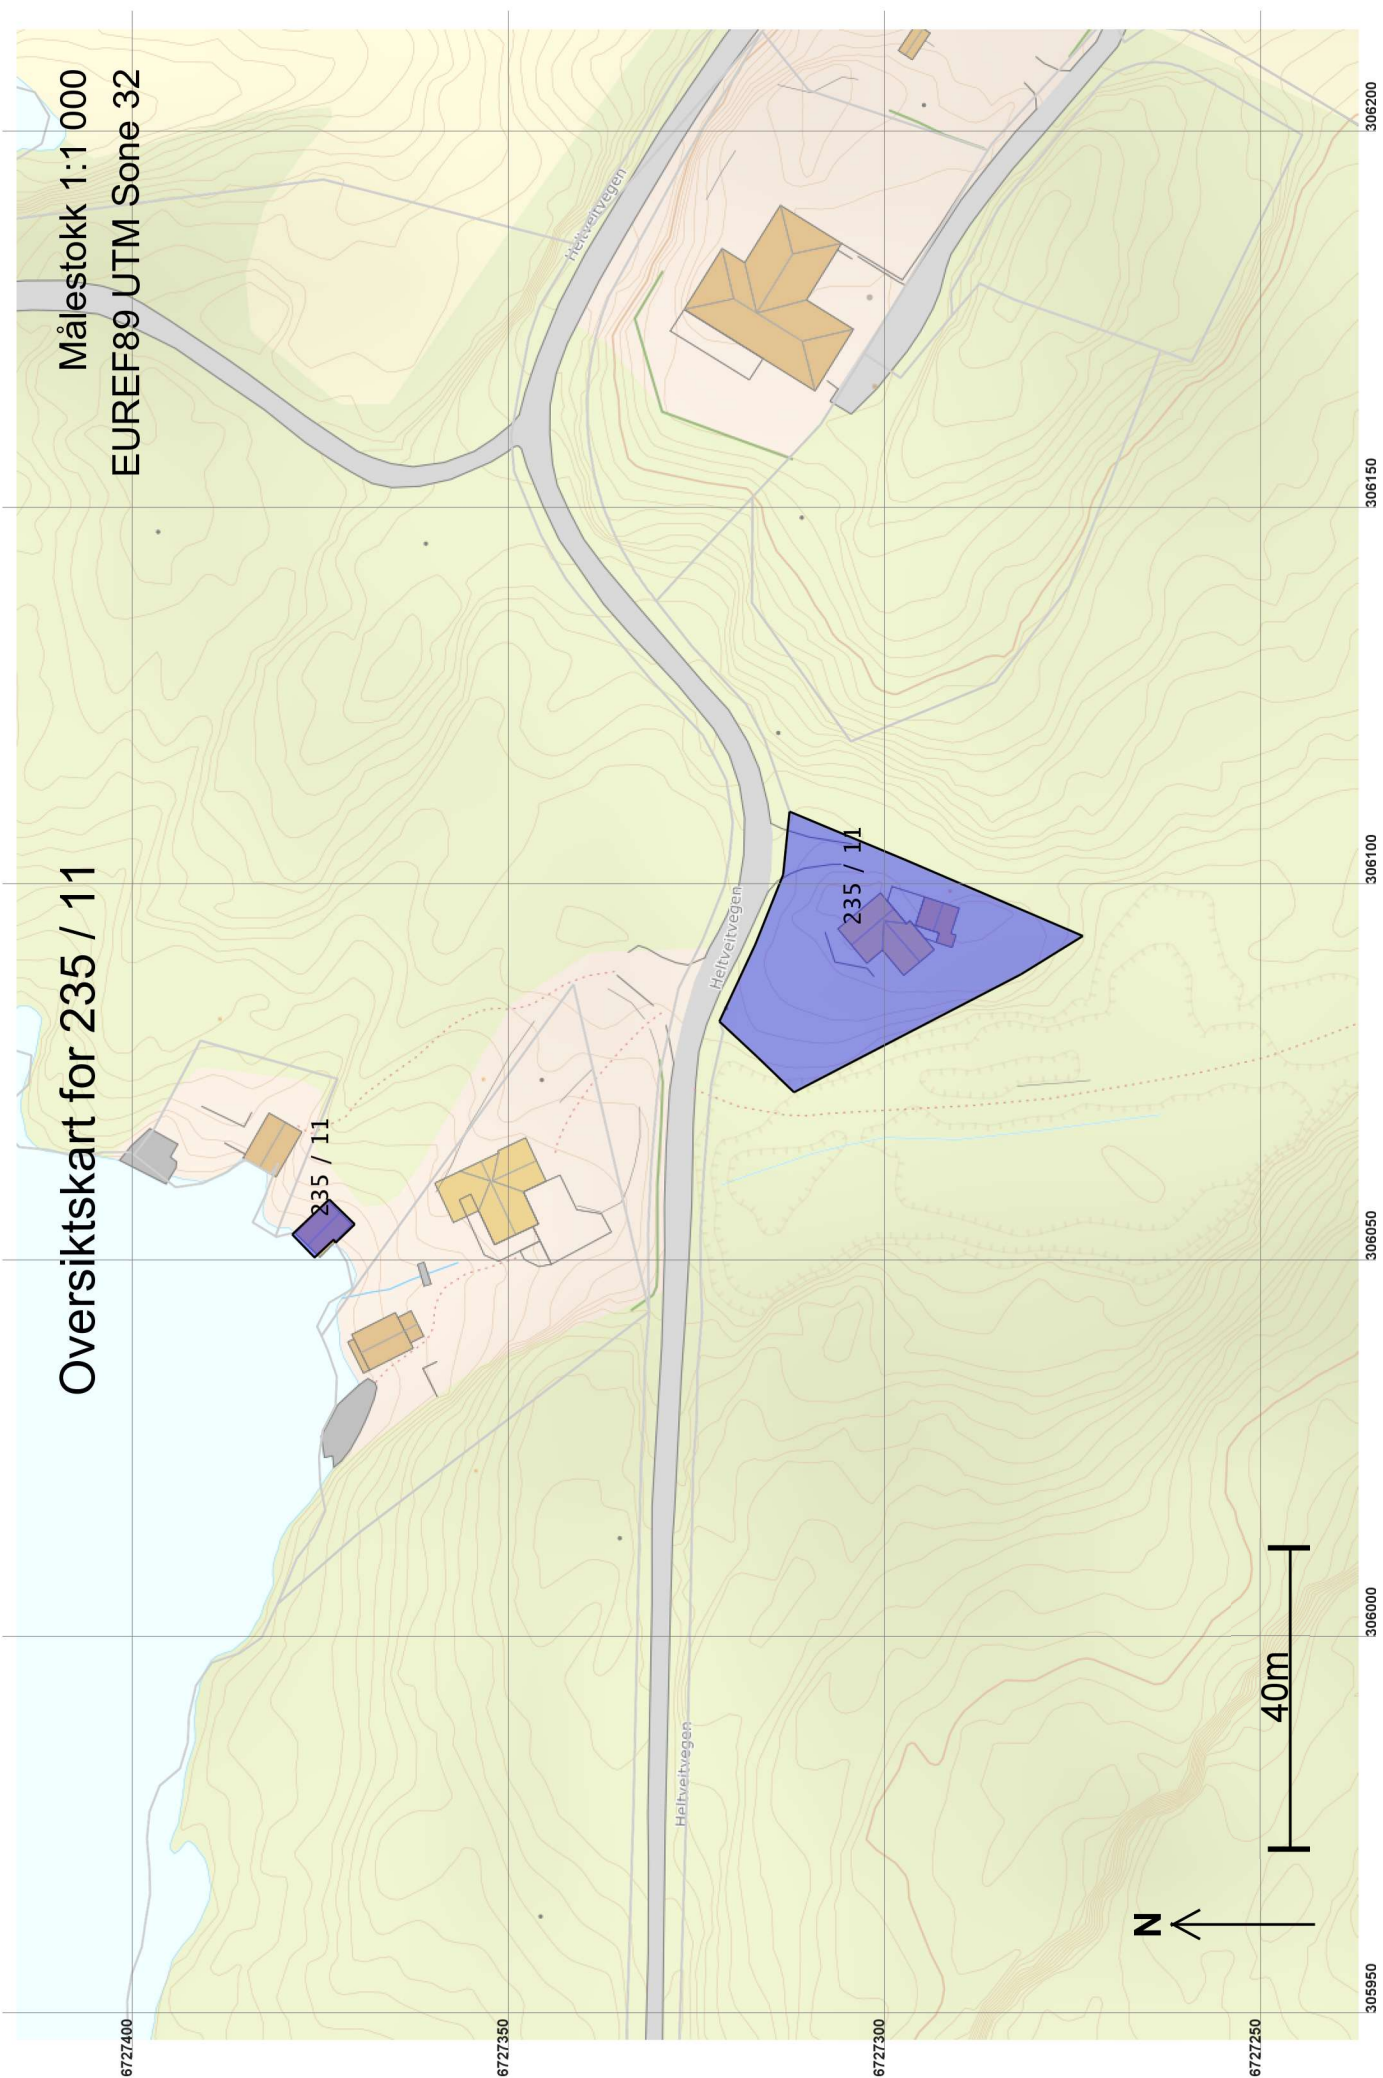 Oversiktskart for 235 / 11
Målestokk 1:1 000
EUREF89 UTM Sone 32
6727400
6727350
6727300
6727250
Heltveitvegen
Heltveitvegen
Heltveitvegen
235 / 11
235 / 11
N
40m
305950
306000
306050
306100
306150
306200